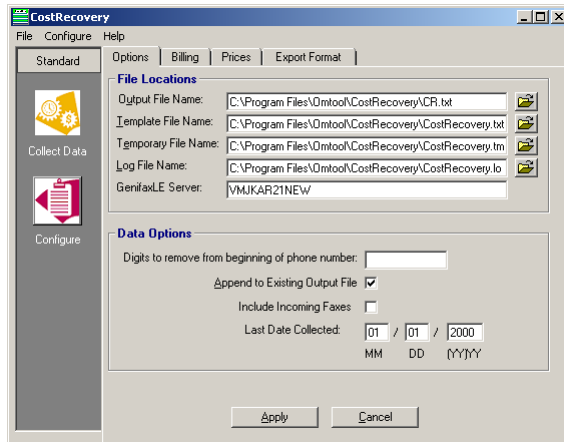 CostRecovery
File Configure Help
Standard
Collect Data
Configure
Options Billing Prices Export Format
File Locations
Output File Name: C:\Program Files\Omtool\CostRecovery\CR.txt
Template File Name: C:\Program Files\Omtool\CostRecovery\CostRecovery.txt
Temporary File Name: C:\Program Files\Omtool\CostRecovery\CostRecovery.tm
Log File Name: C:\Program Files\Omtool\CostRecovery\CostRecovery.lo
GenifaxLE Server: VMJKAR21NEW
Data Options
Digits to remove from beginning of phone number:
Append to Existing Output File
Include Incoming Faxes
Last Date Collected: 01 / 01 / 2000
MM DD (YY)YY
Apply Cancel